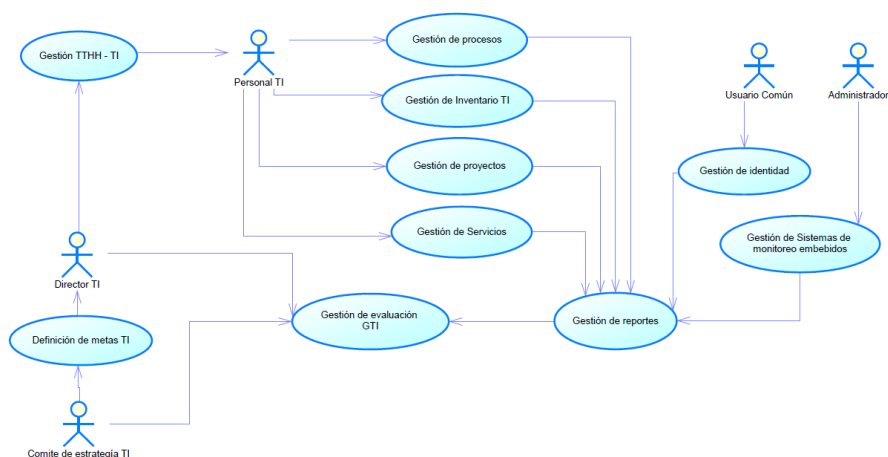 Gestión de procesos
Gestión TTHH - TI
Personal TI
Usuario Común
Administrador
Gestión de Inventario TI
Gestión de proyectos
Gestión de identidad
Gestión de Servicios
Gestión de Sistemas de
monitoreo embebidos
Director TI
Gestión de evaluación
GTI
Gestión de reportes
Definición de metas TI
Comite de estrategía TI